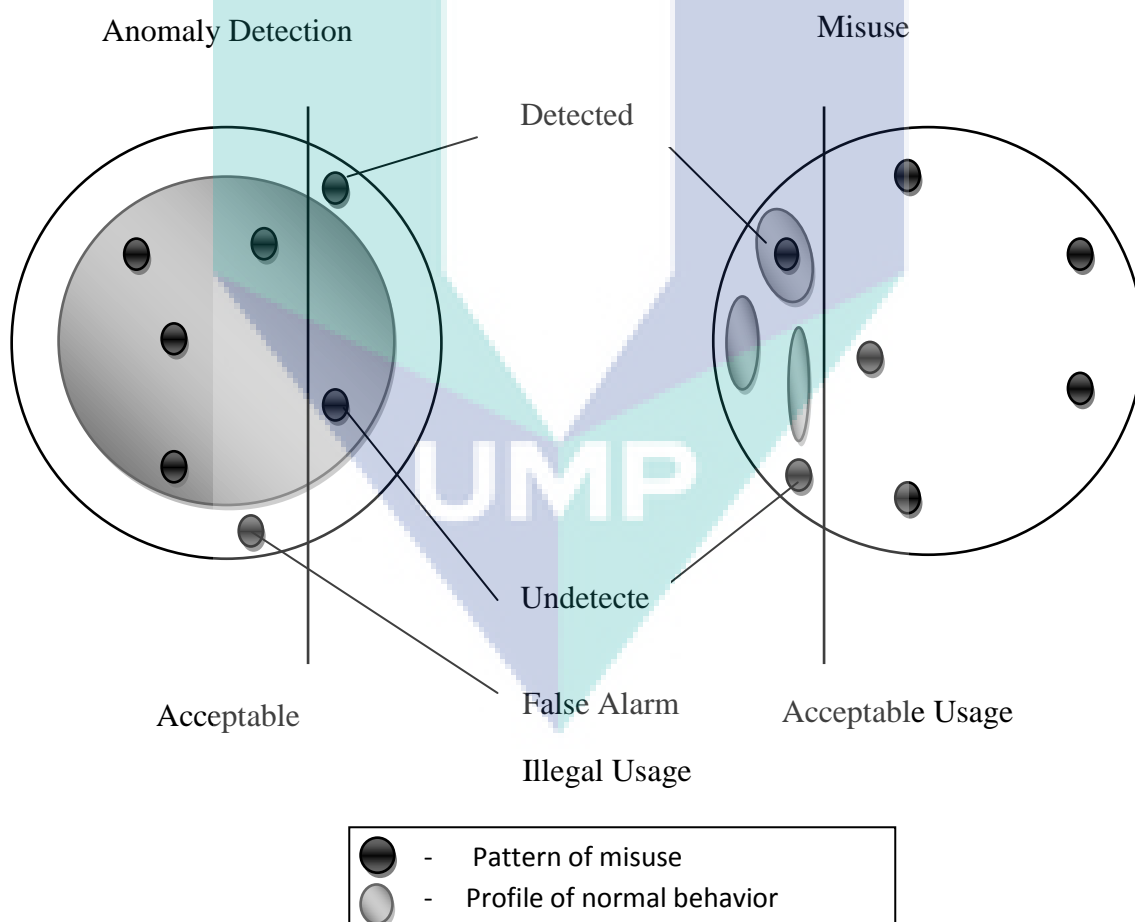 Anomaly Detection
Misuse
Detected
UMP
Undetecte
False Alarm
Acceptable
Acceptable Usage
Illegal Usage
- Pattern of misuse
- Profile of normal behavior